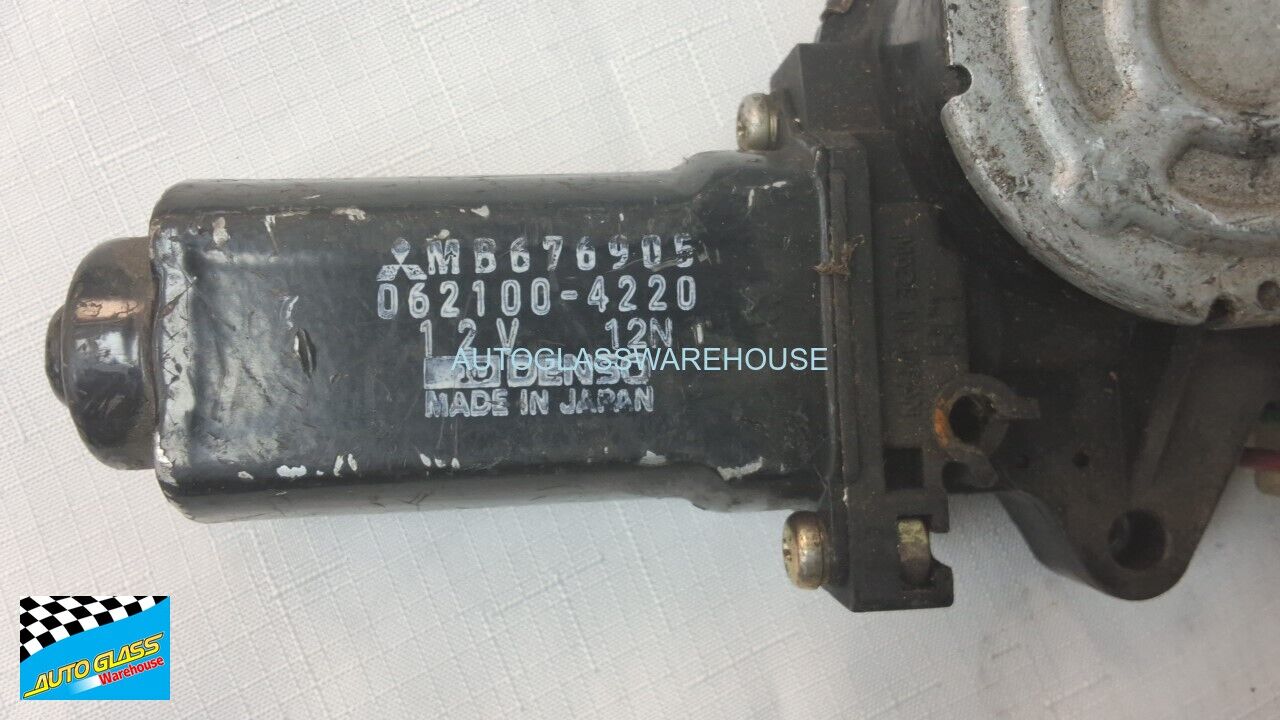 MB676905
062100-4220
12V 12N
DENSO
MADE IN JAPAN
AUTOGLASSWAREHOUSE
AUTO GLASS
Warehouse